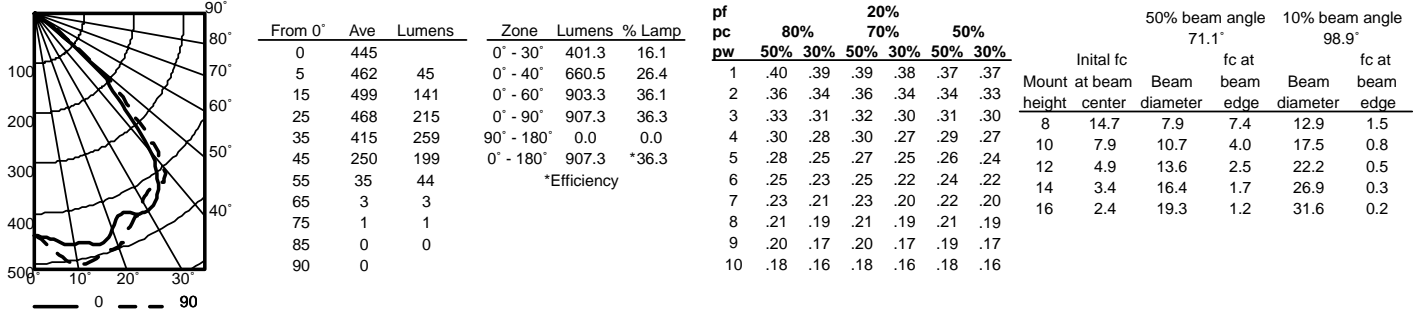 90°
80°
70°
60°
50°
40°
100
200
300
400
500
0° 10° 20° 30°
0 90
From 0° Ave Lumens
0 445
5 462 45
15 499 141
25 468 215
35 415 259
45 250 199
55 35 44
65 3 3
75 1 1
85 0 0
90 0
Zone Lumens % Lamp
0° - 30° 401.3 16.1
0° - 40° 660.5 26.4
0° - 60° 903.3 36.1
0° - 90° 907.3 36.3
90° - 180° 0.0 0.0
0° - 180° 907.3 *36.3
*Efficiency
pf 20%
pc 80% 70% 50%
pw 50% 30% 50% 30% 50% 30%
1 .40 .39 .39 .38 .37 .37
2 .36 .34 .36 .34 .34 .33
3 .33 .31 .32 .30 .31 .30
4 .30 .28 .30 .27 .29 .27
5 .28 .25 .27 .25 .26 .24
6 .25 .23 .25 .22 .24 .22
7 .23 .21 .23 .20 .22 .20
8 .21 .19 .21 .19 .21 .19
9 .20 .17 .20 .17 .19 .17
10 .18 .16 .18 .16 .18 .16
50% beam angle 10% beam angle
71.1° 98.9°
Inital fc fc at fc at
Mount at beam Beam beam Beam beam
height center diameter edge diameter edge
8 14.7 7.9 7.4 12.9 1.5
10 7.9 10.7 4.0 17.5 0.8
12 4.9 13.6 2.5 22.2 0.5
14 3.4 16.4 1.7 26.9 0.3
16 2.4 19.3 1.2 31.6 0.2